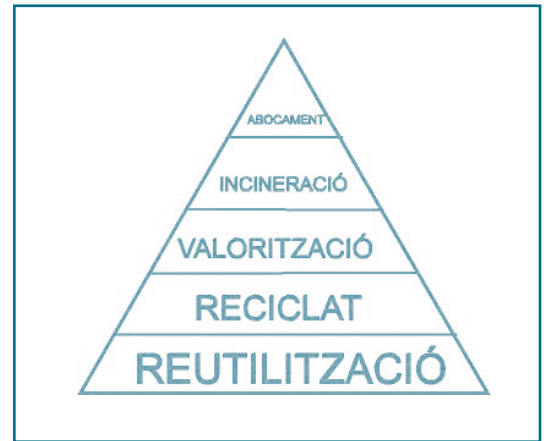 ABOCAMENT
INCINERACIÓ
VALORITZACIÓ
RECICLAT
REUTILITZACIÓ